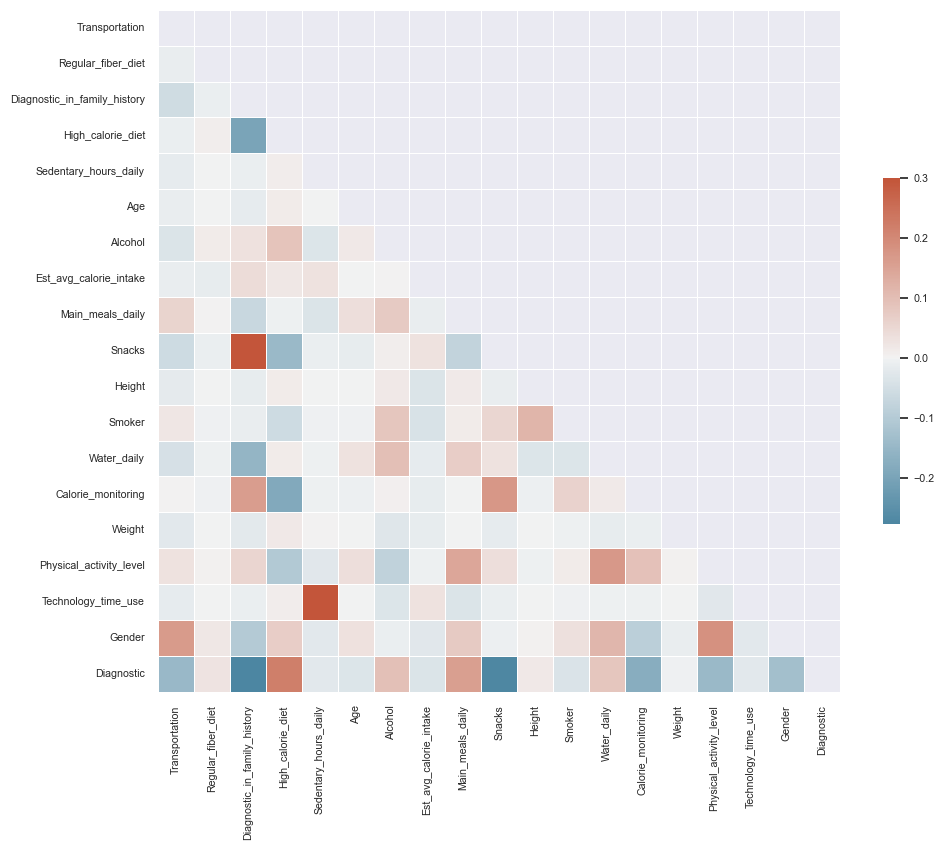 Transportation
Regular_fiber_diet
Diagnostic_in_family_history
High_calorie_diet
Sedentary_hours_daily
Age
Alcohol
Est_avg_calorie_intake
Main_meals_daily
Snacks
Height
Smoker
Water_daily
Calorie_monitoring
Weight
Physical_activity_level
Technology_time_use
Gender
Diagnostic
Transportation
Regular_fiber_diet
Diagnostic_in_family_history
High_calorie_diet
Sedentary_hours_daily
Age
Alcohol
Est_avg_calorie_intake
Main_meals_daily
Snacks
Height
Smoker
Water_daily
Calorie_monitoring
Weight
Physical_activity_level
Technology_time_use
Gender
Diagnostic
0.3
0.2
0.1
0.0
−0.1
−0.2